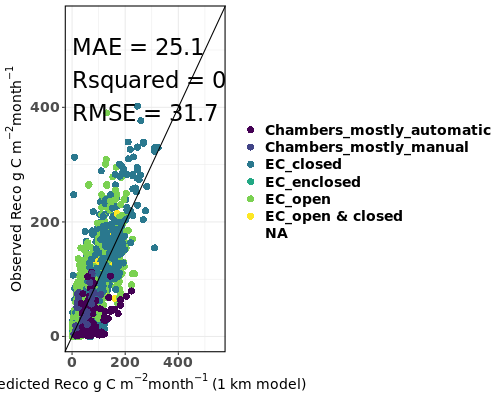 MAE = 25.1
Rsquared = 0
RMSE = 31.7
Observed Reco g C m⁻²month⁻¹
400
200
0
0 200 400
edicted Reco g C m⁻²month⁻¹ (1 km model)
Chambers_mostly_automatic
Chambers_mostly_manual
EC_closed
EC_enclosed
EC_open
EC_open & closed
NA